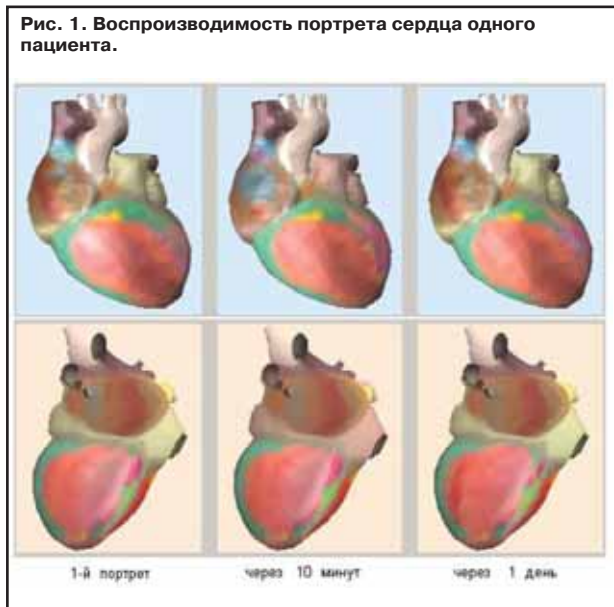 Рис. 1. Воспроизводимость портрета сердца одного
пациента.
1-й портрет
через 10 минут
через 1 день